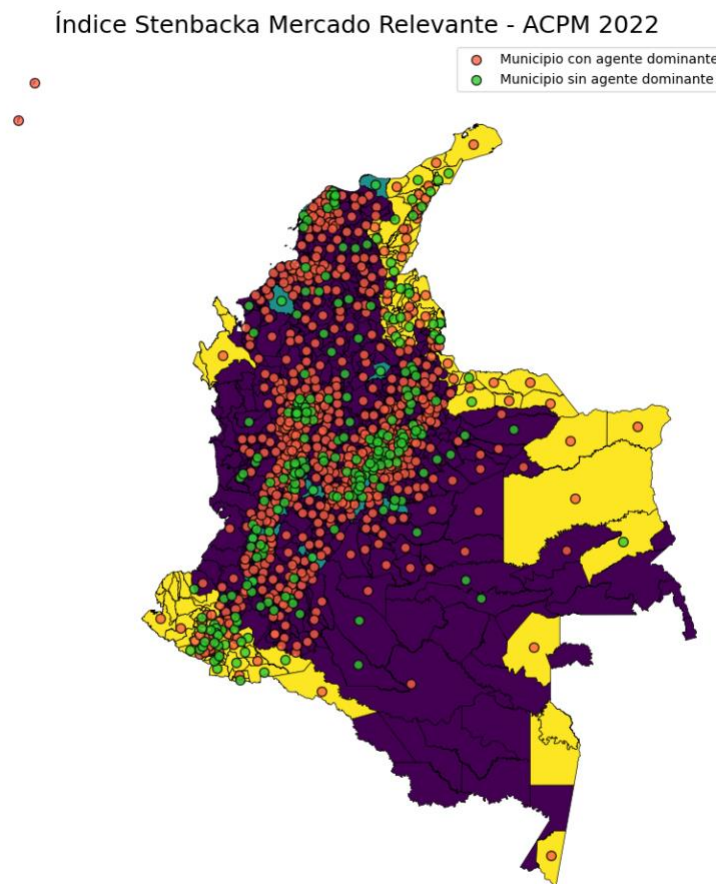 Índice Stenbacka Mercado Relevante - ACPM 2022
Municipio con agente dominante
Municipio sin agente dominante